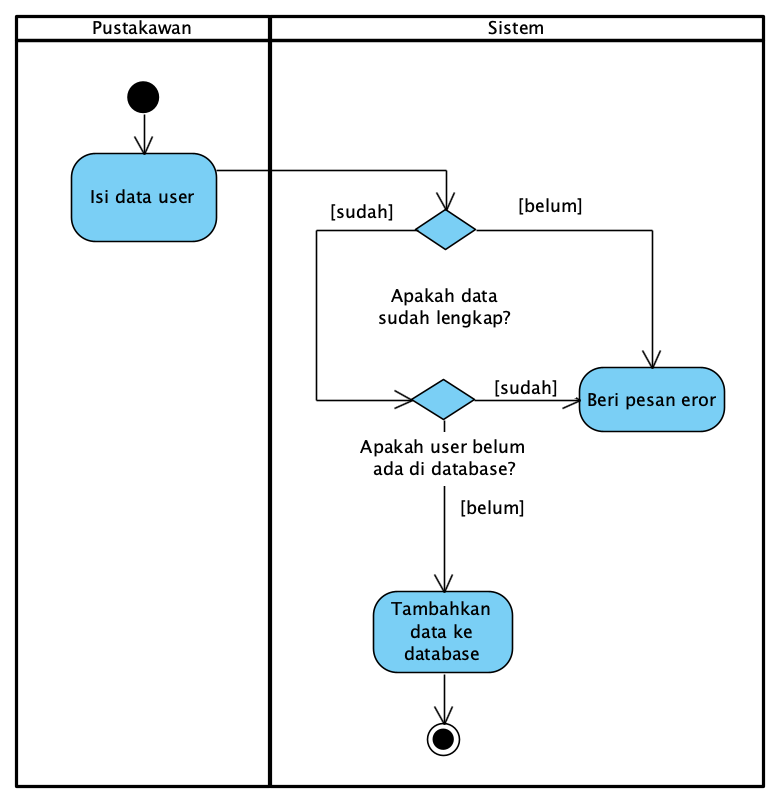 Pustakawan
Sistem
Isi data user
[sudah]
[belum]
Apakah data
sudah lengkap?
[sudah]
Beri pesan eror
Apakah user belum
ada di database?
[belum]
Tambahkan
data ke
database